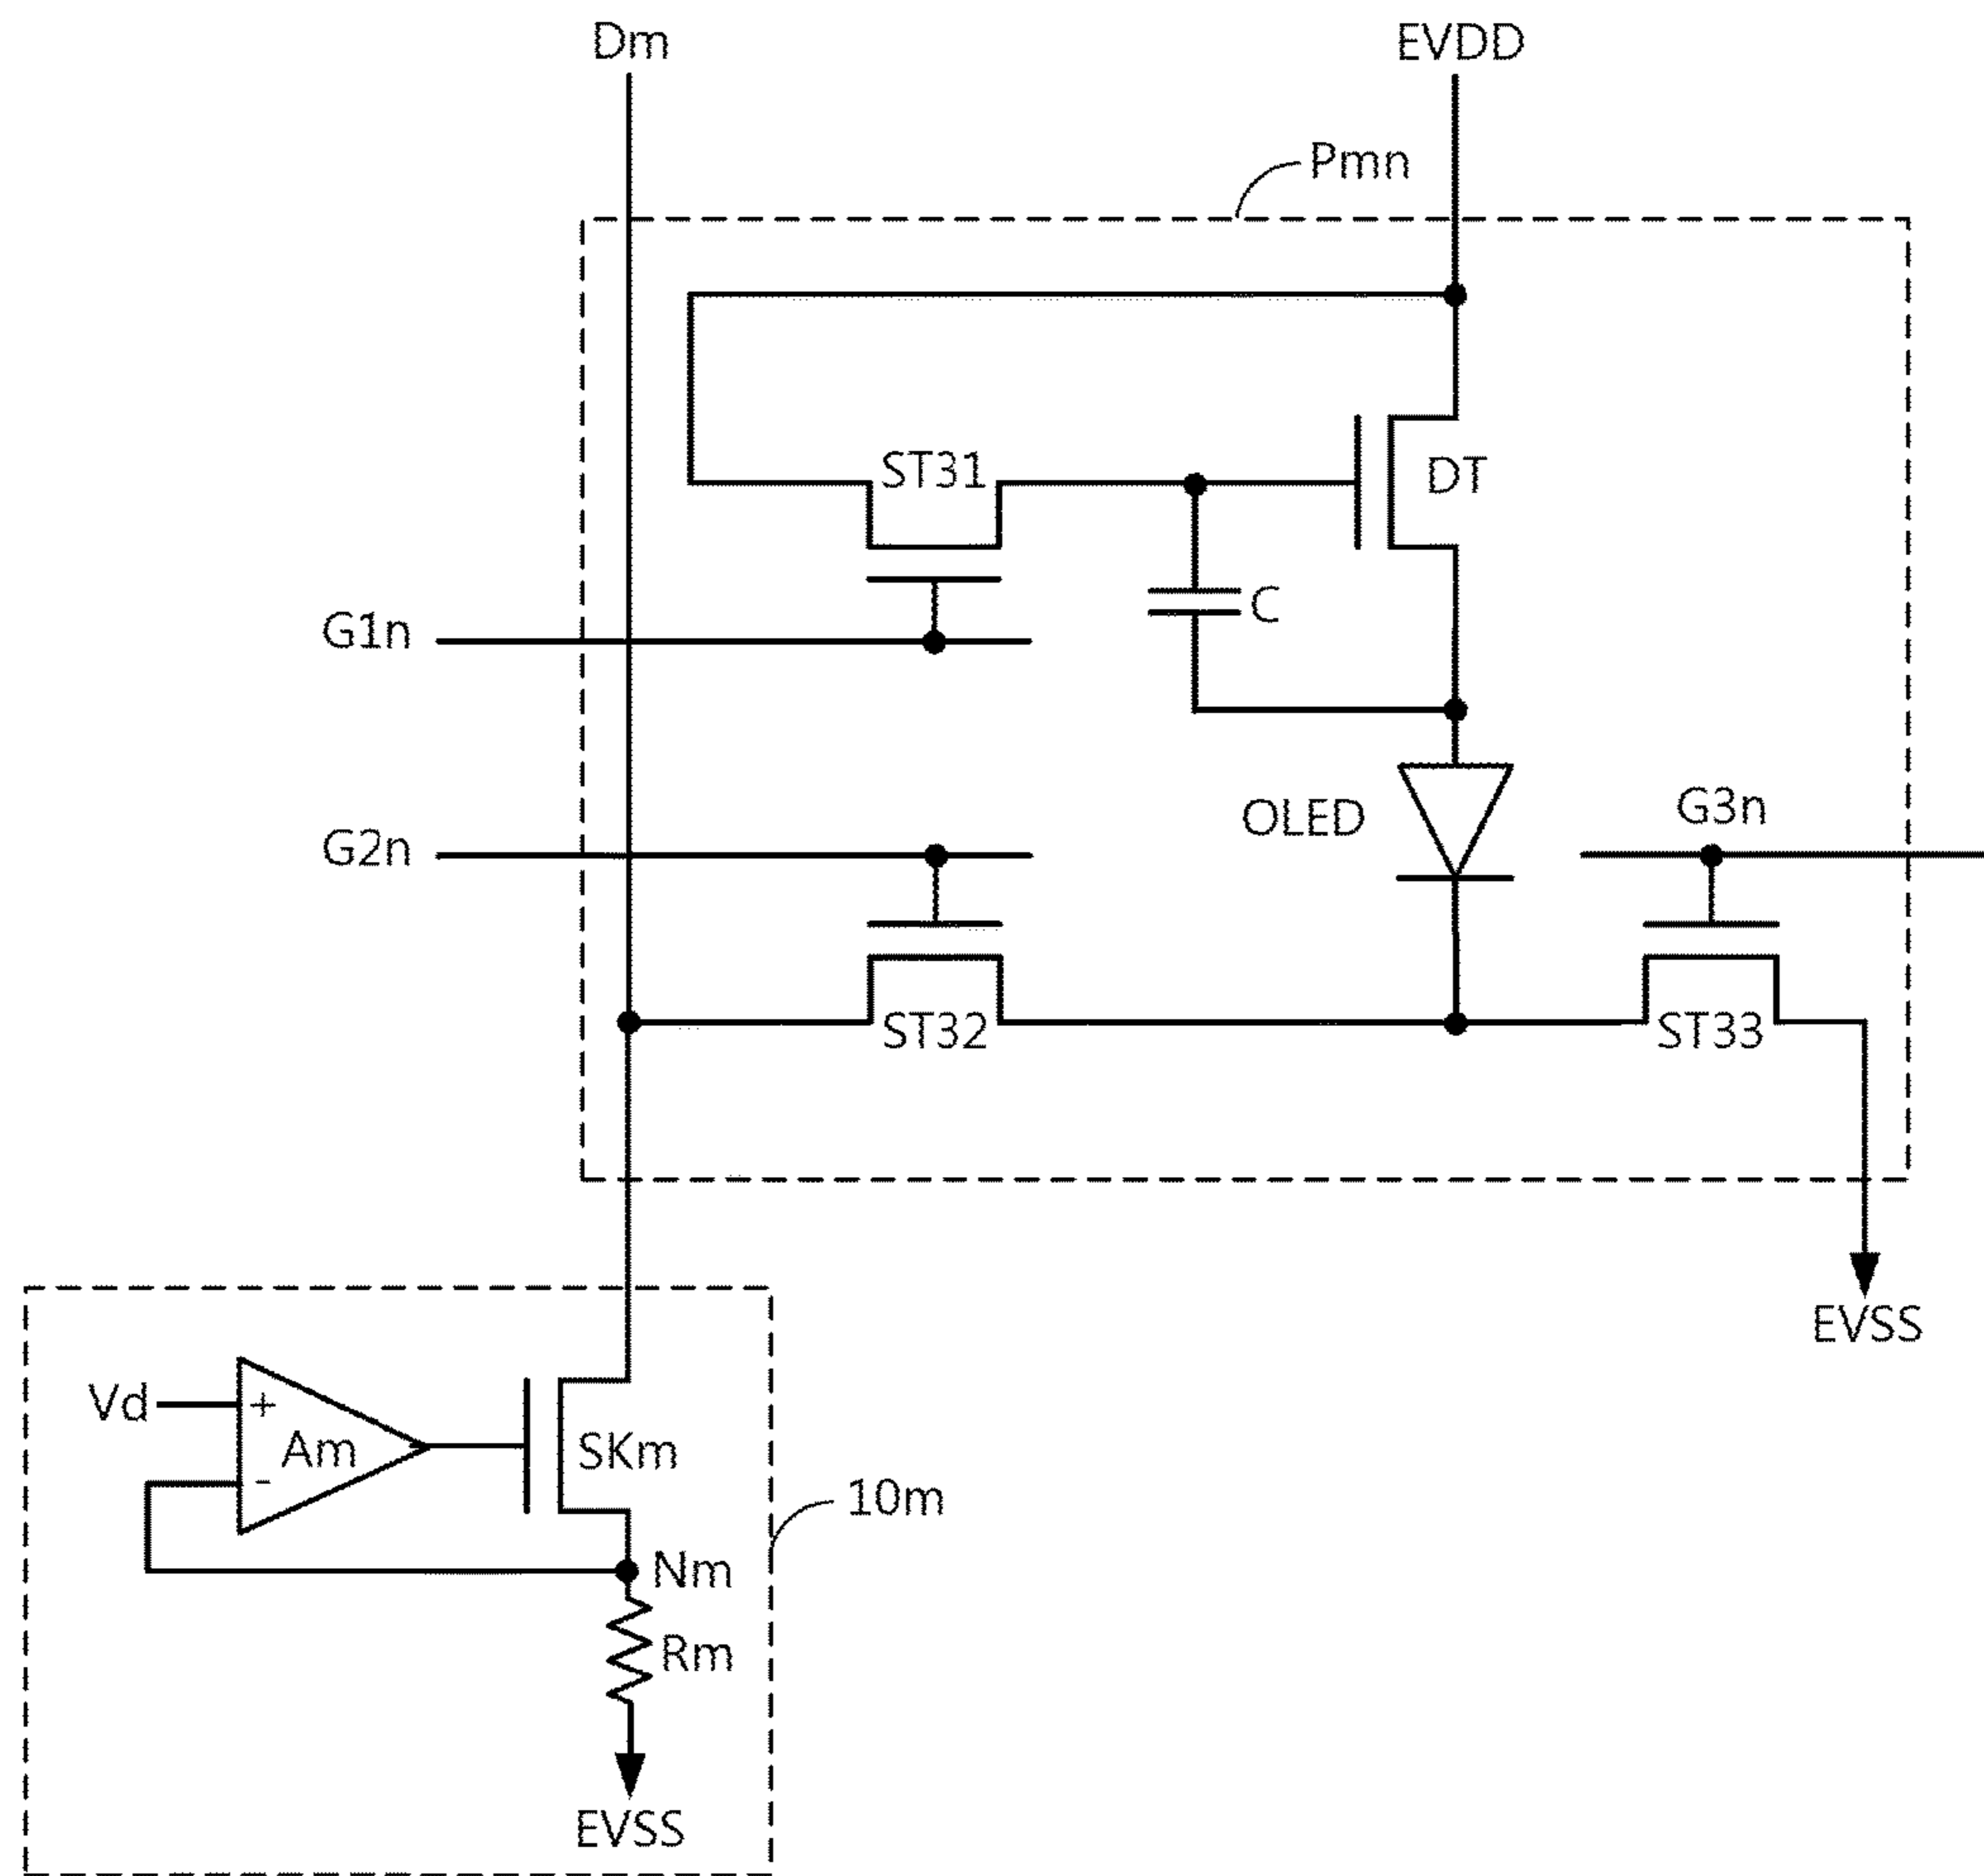 Dm
EVDD
Pmn
ST31
DT
C
G1n
OLED
G3n
G2n
ST32
ST33
EVSS
Vd
+
Am
-
SKm
10m
Nm
Rm
EVSS